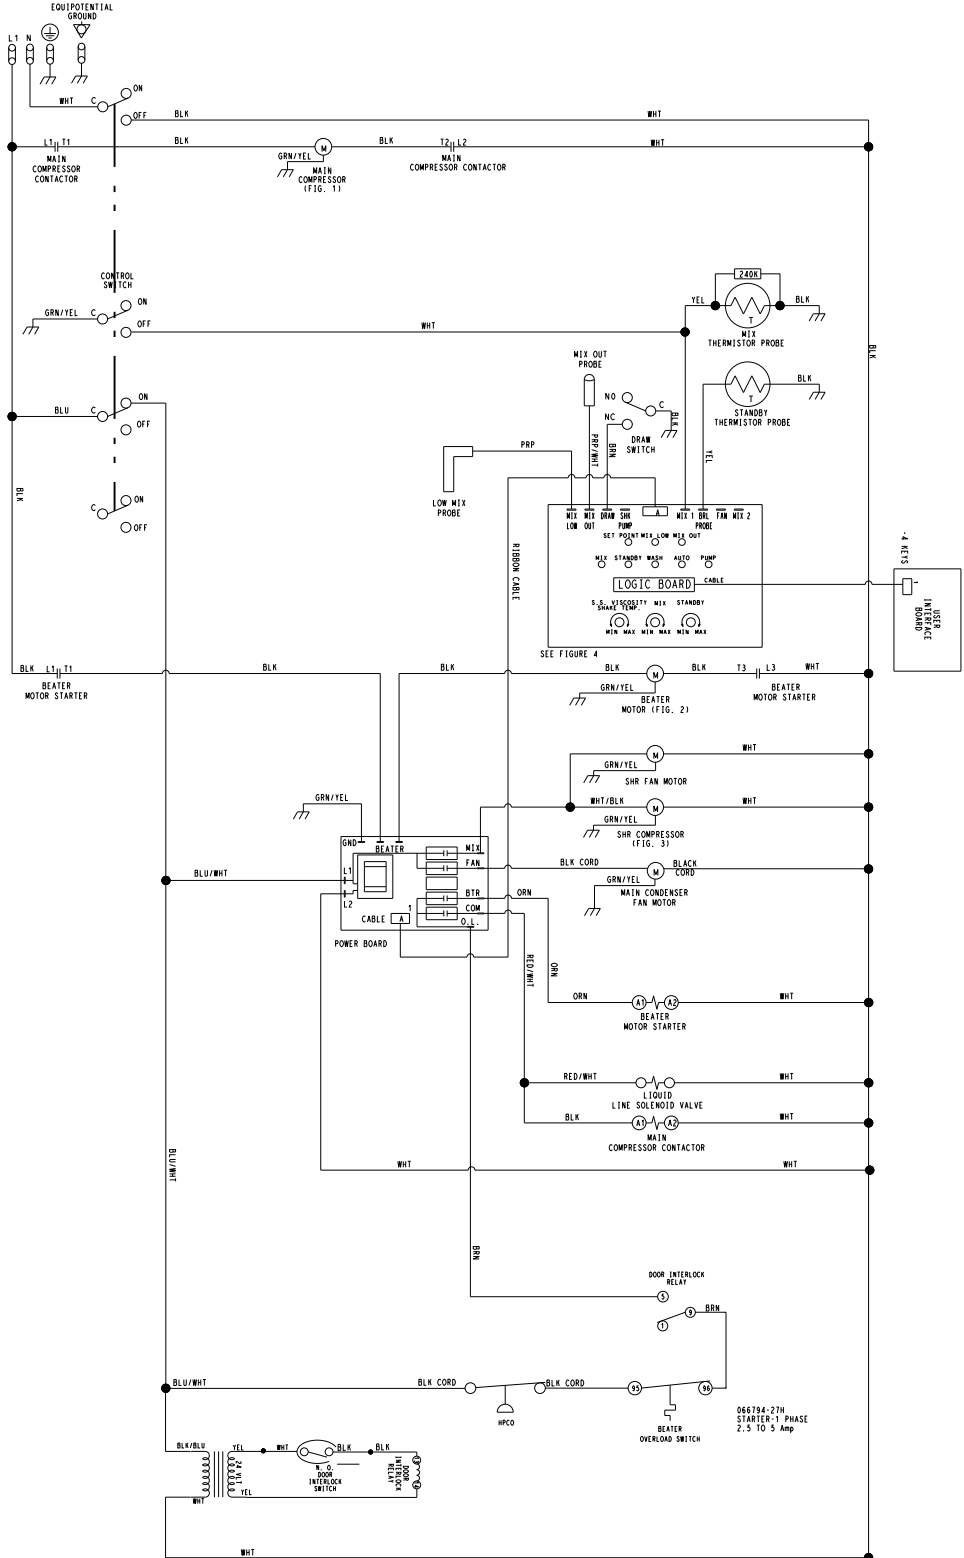 EQUIPOTENTIAL
GROUND
L1 N
WHT C ON
OFF BLK WHT
L1 T1 BLK BLK T2 L2 WHT
MAIN
COMPRESSOR
CONTACTOR
GRN/YEL M
MAIN
COMPRESSOR
(FIG. 1)
MAIN
COMPRESSOR CONTACTOR
CONTROL
SWITCH
GRN/YEL C ON
OFF WHT
240K
YEL T BLK
MIX
THERMISTOR PROBE
BLK
MIX OUT
PROBE
T BLK
STANDBY
THERMISTOR PROBE
BLU C ON
OFF
NO C
NC BLK
DRAW
SWITCH
PRP/WHT
BRN
YEL
PRP
LOW MIX
PROBE
BLK
C ON
OFF
RIBBON CABLE
MIX
LOW
MIX
OUT
DRAW
SHK
PUMP
A
MIX 1
BRL
PROBE
FAN
MIX 2
SET POINT MIX LOW MIX OUT
MIX STANDBY WASH AUTO PUMP
LOGIC BOARD CABLE
S.S. VISCOSITY MIX STANDBY
SHAKE TEMP.
MIN MAX MIN MAX MIN MAX
SEE FIGURE 4
-4 KEYS
1
USER
INTERFACE
BOARD
BLK L1 T1 BLK BLK BLK M BLK T3 L3 WHT
BEATER
MOTOR STARTER
GRN/YEL
BEATER
MOTOR (FIG. 2)
BEATER
MOTOR STARTER
M WHT
GRN/YEL
SHR FAN MOTOR
GRN/YEL
WHT/BLK M WHT
GRN/YEL
SHR COMPRESSOR
(FIG. 3)
GND BEATER MIX
FAN BLK CORD M BLACK
CORD
GRN/YEL
MAIN CONDENSER
FAN MOTOR
BLU/WHT L1
L2
BTR ORN
COM
O.L.
CABLE A 1
POWER BOARD
RED/WHT
ORN
ORN A1 A2 WHT
BEATER
MOTOR STARTER
RED/WHT WHT
LIQUID
LINE SOLENOID VALVE
BLK A1 A2 WHT
MAIN
COMPRESSOR CONTACTOR
BLU/WHT
WHT WHT
BRN
DOOR INTERLOCK
RELAY
5
9 BRN
1
BLU/WHT BLK CORD BLK CORD 95 96
HPCO
BEATER
OVERLOAD SWITCH
066794-27H
STARTER-1 PHASE
2.5 TO 5 Amp
BLK/BLU YEL WHT BLK BLK
24 VLT
N. O.
DOOR
INTERLOCK
SWITCH
DOOR
INTERLOCK
RELAY
WHT YEL
WHT